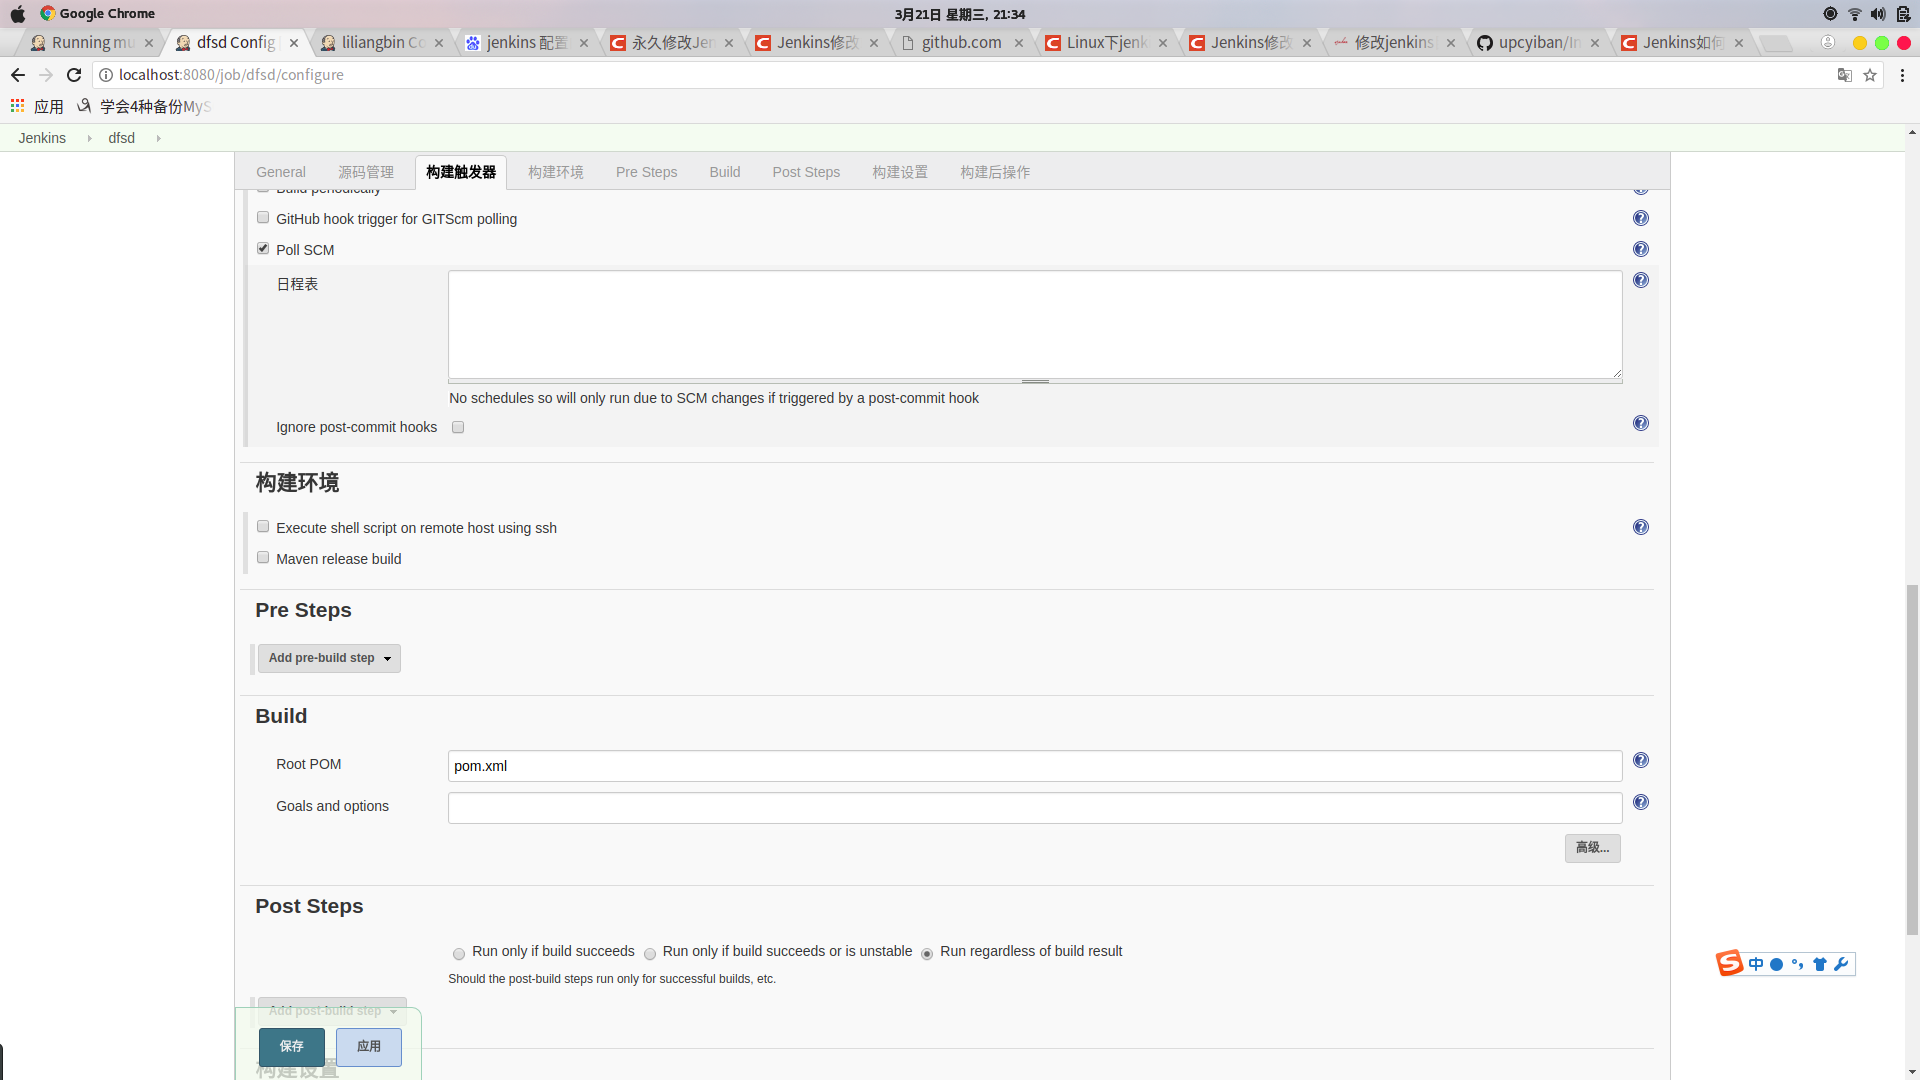 Google Chrome
3月21日 星期三, 21:34
Running mu
dfsd Config
liliangbin Co
jenkins 配置
永久修改Jen
Jenkins修改
github.com
Linux下jenk
Jenkins修改
修改jenkins
upcyiban/In
Jenkins如何
localhost:8080/job/dfsd/configure
应用
学会4种备份MyS
Jenkins
dfsd
General
源码管理
构建触发器
构建环境
Pre Steps
Build
Post Steps
构建设置
构建后操作
Build periodically
GitHub hook trigger for GITScm polling
Poll SCM
日程表
No schedules so will only run due to SCM changes if triggered by a post-commit hook
Ignore post-commit hooks
构建环境
Execute shell script on remote host using ssh
Maven release build
Pre Steps
Add pre-build step
Build
Root POM
pom.xml
Goals and options
高级...
Post Steps
Run only if build succeeds
Run only if build succeeds or is unstable
Run regardless of build result
Should the post-build steps run only for successful builds, etc.
中
Add post-build step
保存
应用
构建设置